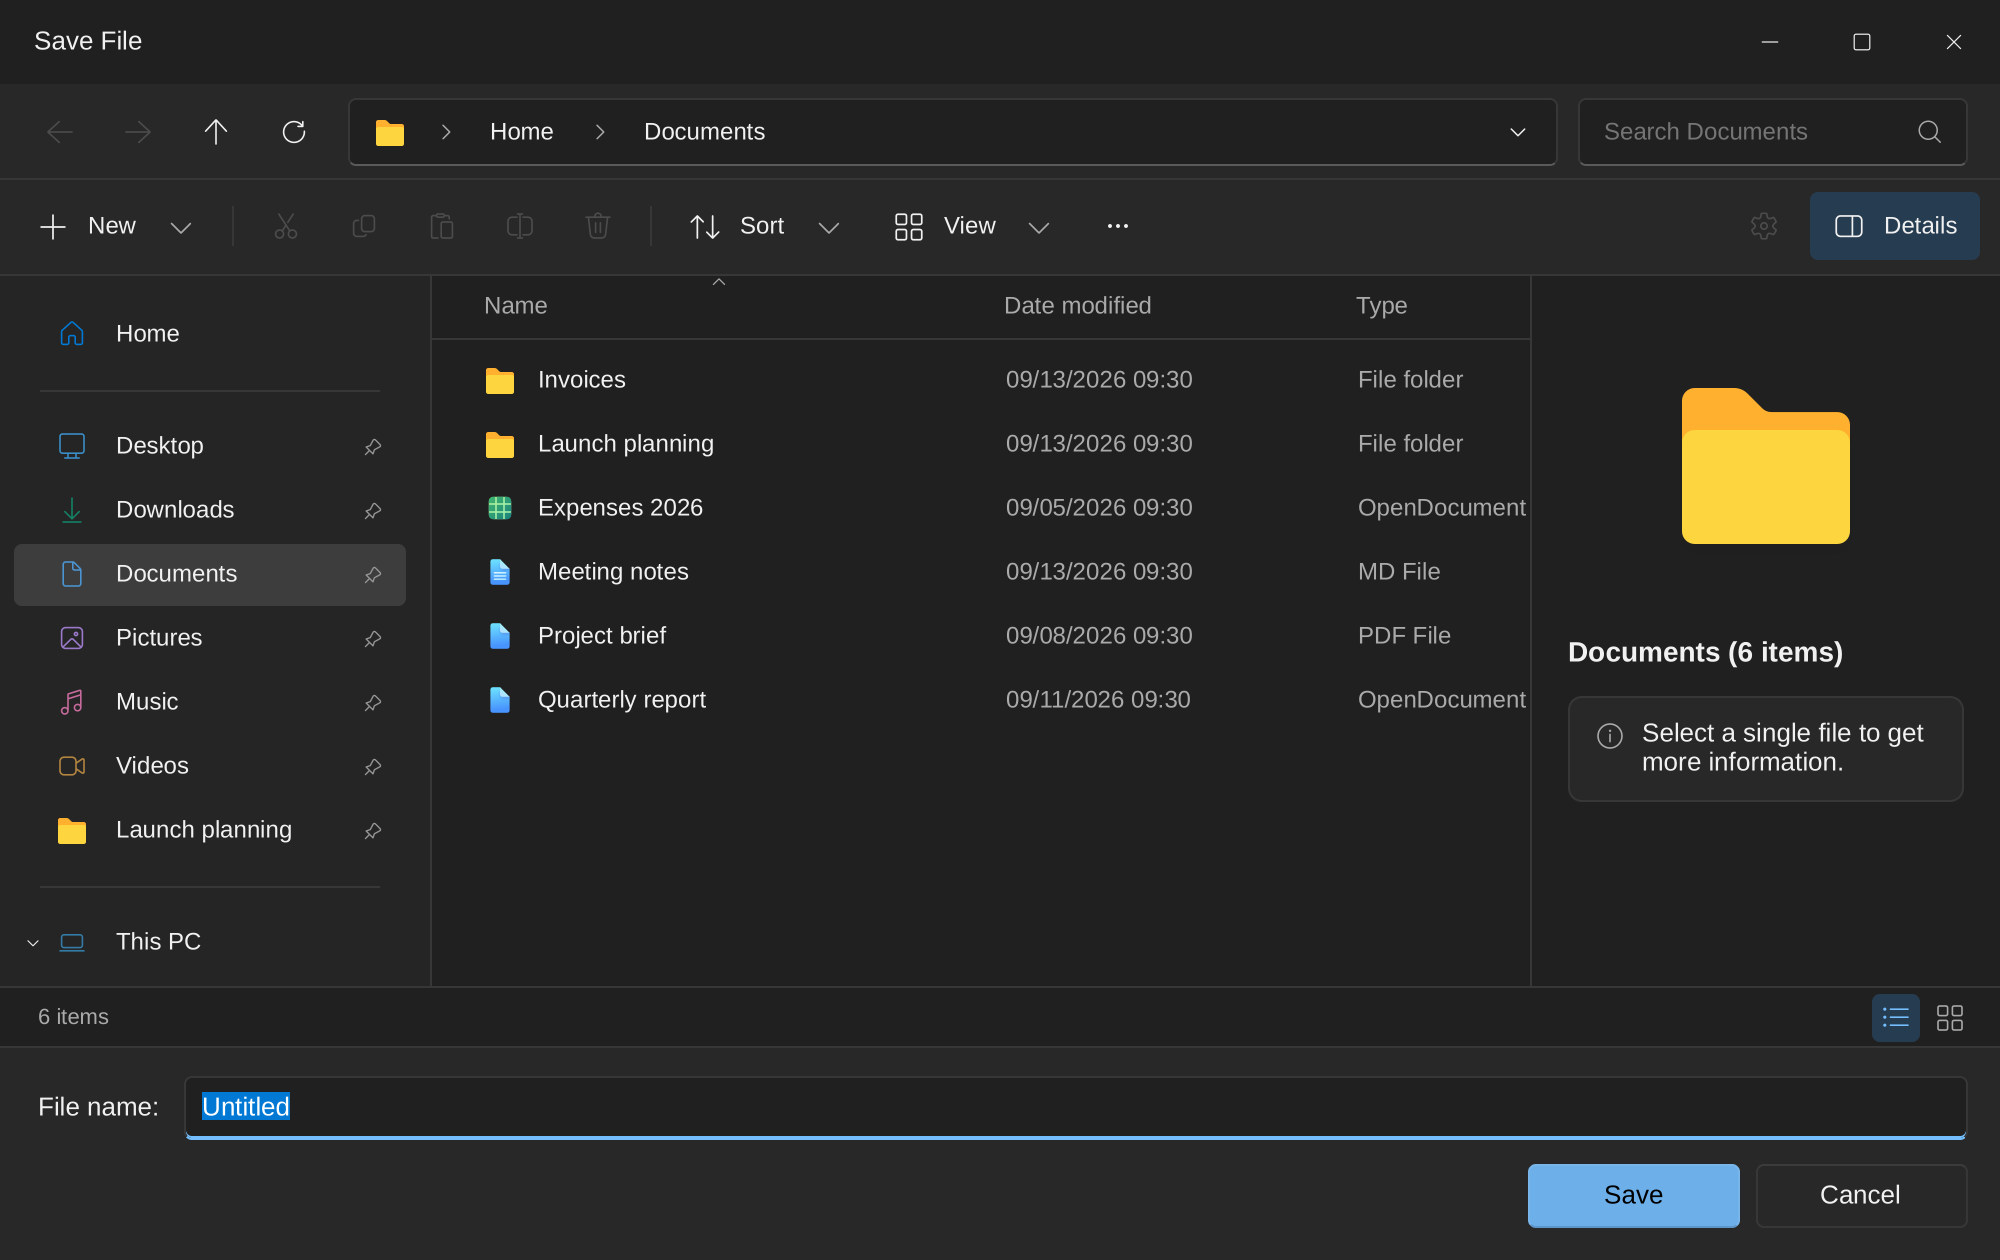 Save File
Home
Documents
Search Documents
New
Sort
View
Details
Name
Date modified
Type
Home
Desktop
Downloads
Documents
Pictures
Music
Videos
Launch planning
This PC
Invoices 09/13/2026 09:30 File folder
Launch planning 09/13/2026 09:30 File folder
Expenses 2026 09/05/2026 09:30 OpenDocument
Meeting notes 09/13/2026 09:30 MD File
Project brief 09/08/2026 09:30 PDF File
Quarterly report 09/11/2026 09:30 OpenDocument
Documents (6 items)
Select a single file to get
more information.
6 items
File name:
Untitled
Save
Cancel